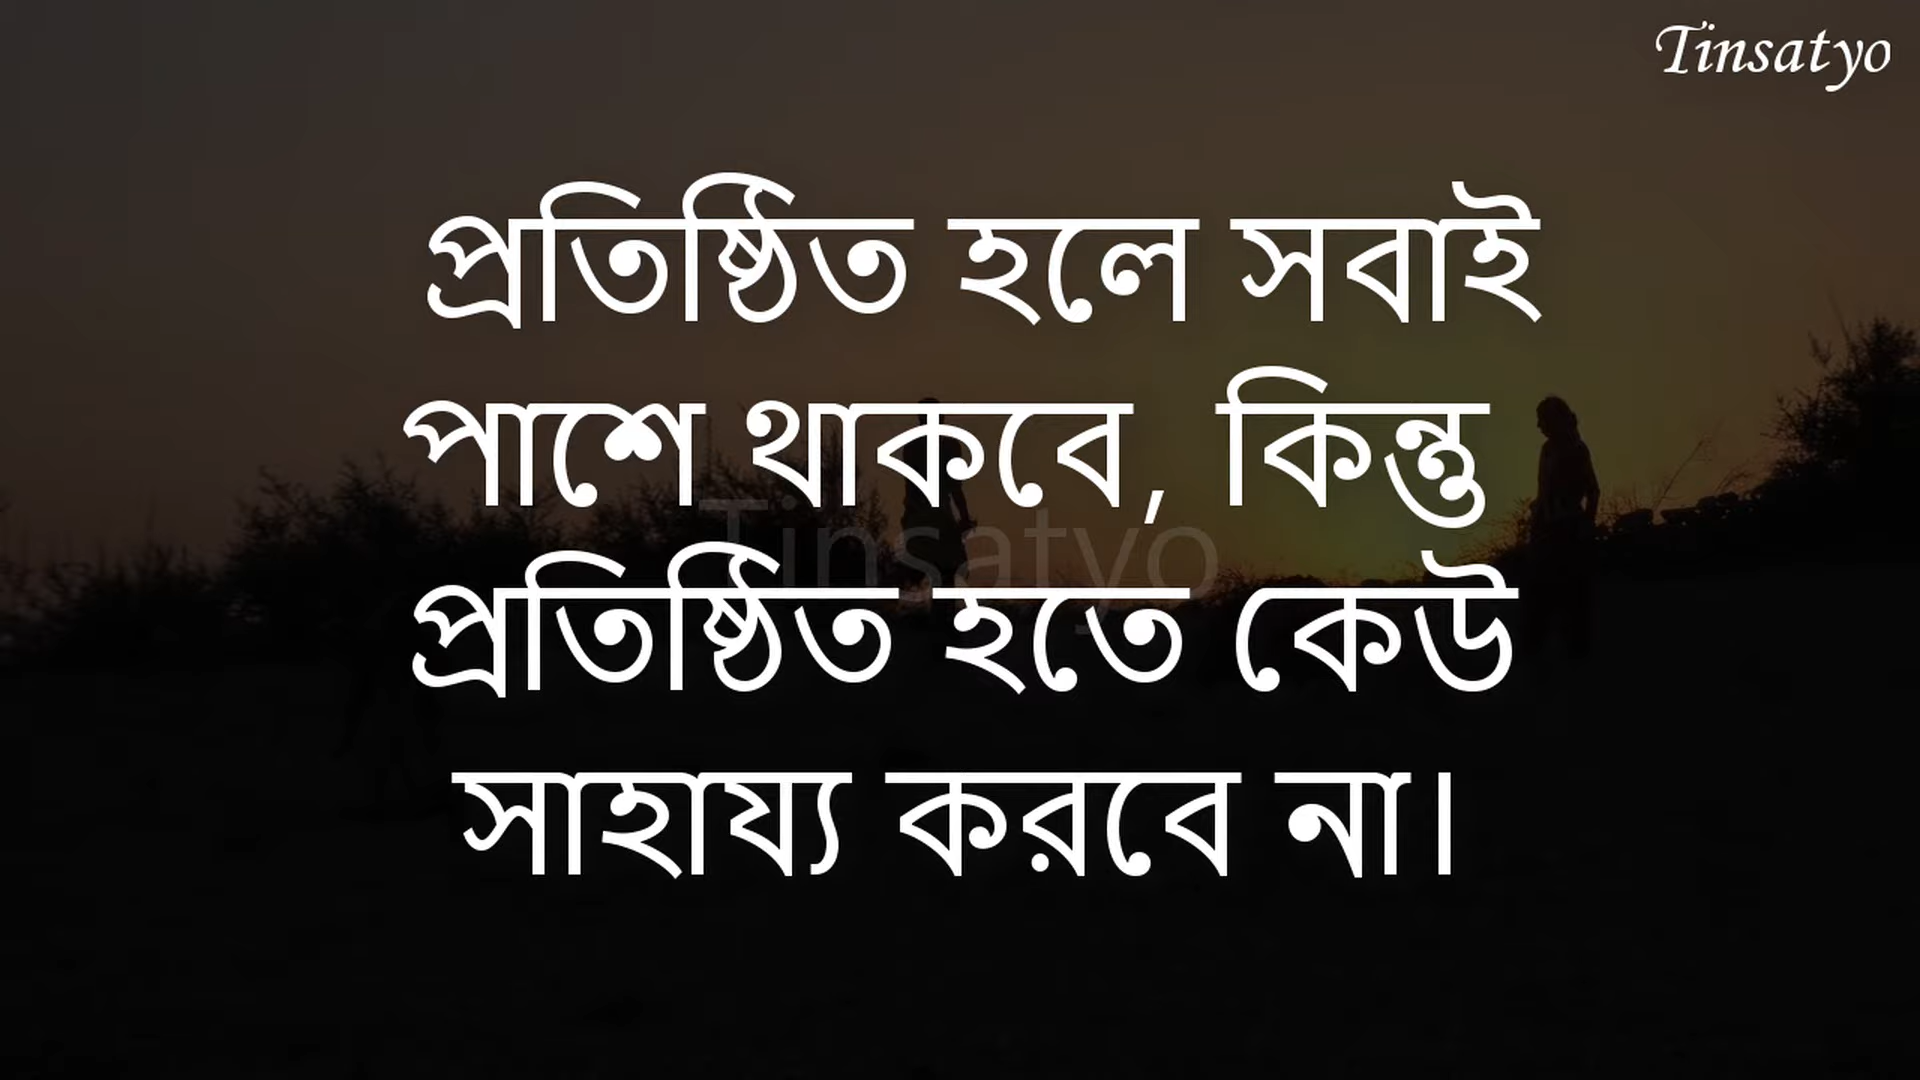 Tinsatyo
প্রতিষ্ঠিত হলে সবাই
পাশে থাকবে, কিন্তু
Tinsatyo
প্রতিষ্ঠিত হতে কেউ
সাহায্য করবে না।